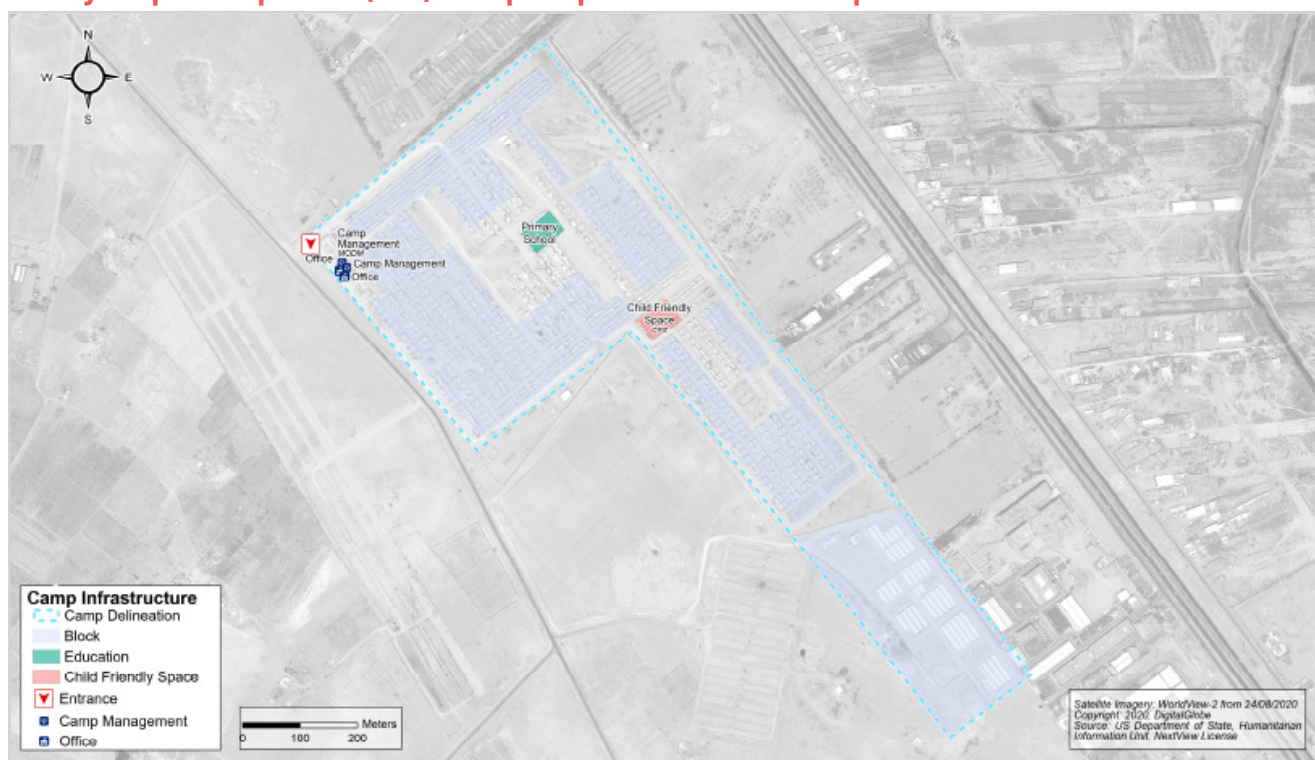 N
W E
S
Camp
Management
MODM
Office
Camp Management
Office
Primary
School
Child Friendly
Space
Camp Infrastructure
Camp Delineation
Block
Education
Child Friendly Space
Entrance
Camp Management
Office
Meters
0 100 200
Satellite Imagery: WorldView-2 from 24/08/2020
Copyright: 2020, DigitalGlobe
Source: US Department of State, Humanitarian
Information Unit, NextView License